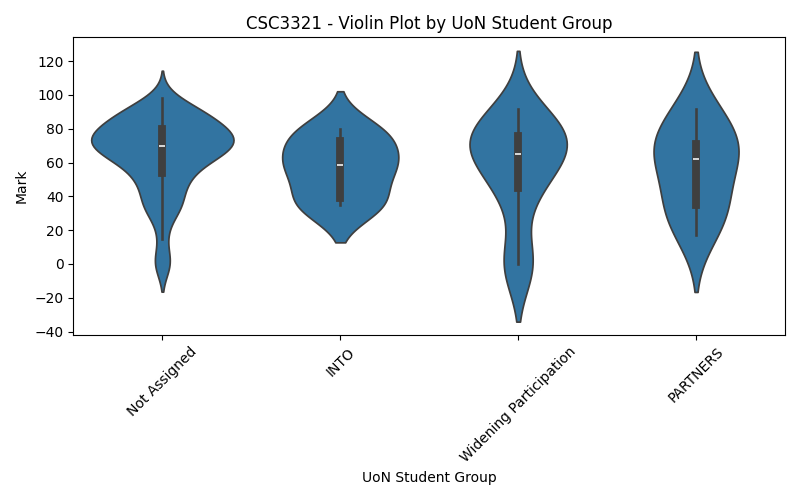 CSC3321 - Violin Plot by UoN Student Group
Mark
120
100
80
60
40
20
0
−20
−40
Not Assigned
INTO
Widening Participation
PARTNERS
UoN Student Group